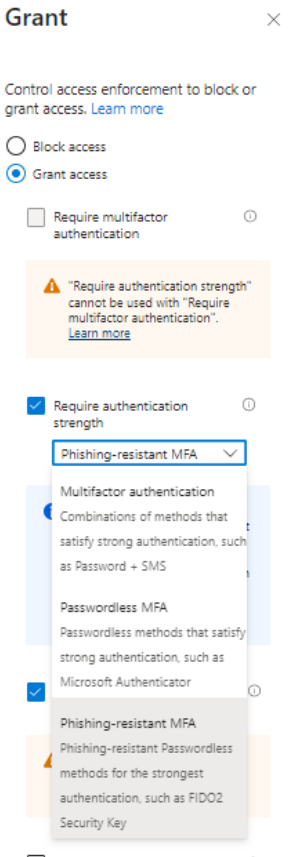 Grant
Control access enforcement to block or
grant access. Learn more
Block access
Grant access
Require multifactor
authentication
"Require authentication strength"
cannot be used with "Require
multifactor authentication".
Learn more
Require authentication
strength
Phishing-resistant MFA
Multifactor authentication
Combinations of methods that
satisfy strong authentication, such
as Password + SMS
Passwordless MFA
Passwordless methods that satisfy
strong authentication, such as
Microsoft Authenticator
Phishing-resistant MFA
Phishing-resistant Passwordless
methods for the strongest
authentication, such as FIDO2
Security Key